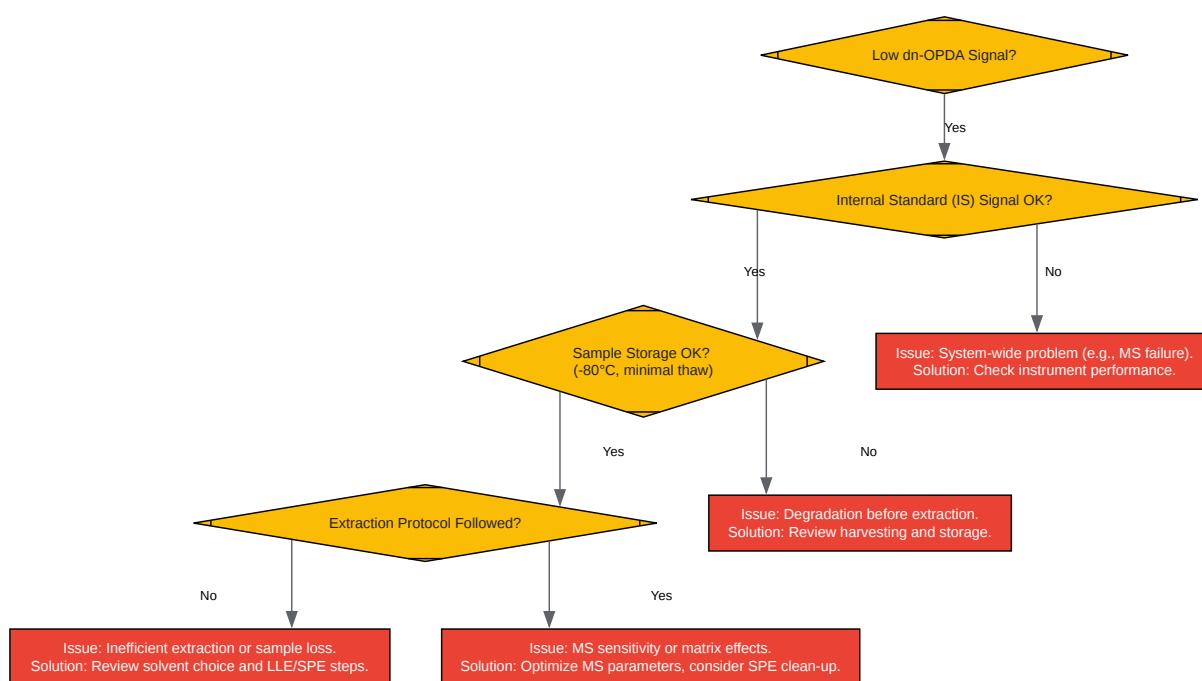 Low dn-OPDA Signal?
Yes
Internal Standard (IS) Signal OK?
Yes
No
Issue: System-wide problem (e.g., MS failure).
Solution: Check instrument performance.
Sample Storage OK?
(-80°C, minimal thaw)
Yes
No
Issue: Degradation before extraction.
Solution: Review harvesting and storage.
Extraction Protocol Followed?
No
Yes
Issue: Inefficient extraction or sample loss.
Solution: Review solvent choice and LLE/SPE steps.
Issue: MS sensitivity or matrix effects.
Solution: Optimize MS parameters, consider SPE clean-up.